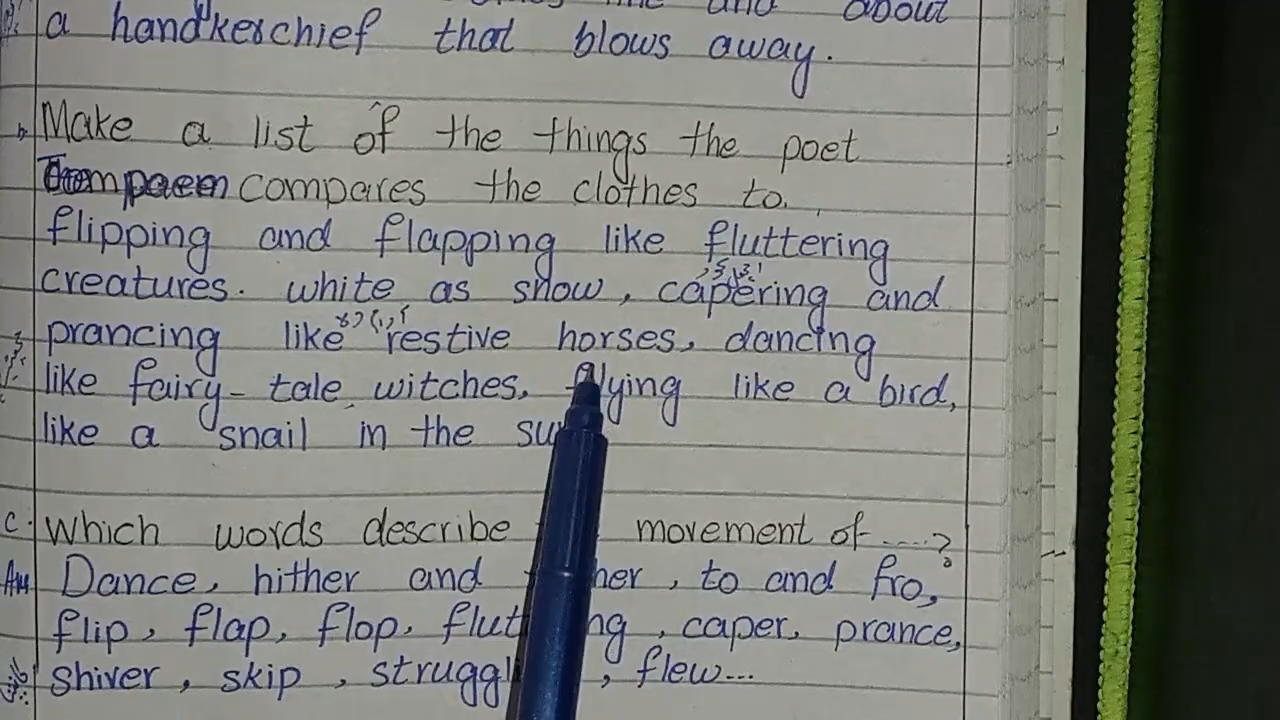 and about
a handkerchief that blows away.
b, Make a list of the things the poet
compares the clothes to.
flipping and flapping like fluttering
creatures. white as snow, capering and
prancing like restive horses, dancing
like fairy-tale witches, flying like a bird,
like a snail in the
c. Which words describe movement of ....?
Ans Dance, hither and , to and fro,
flip, flap, flop, , caper, prance,
shiver, skip, , flew...